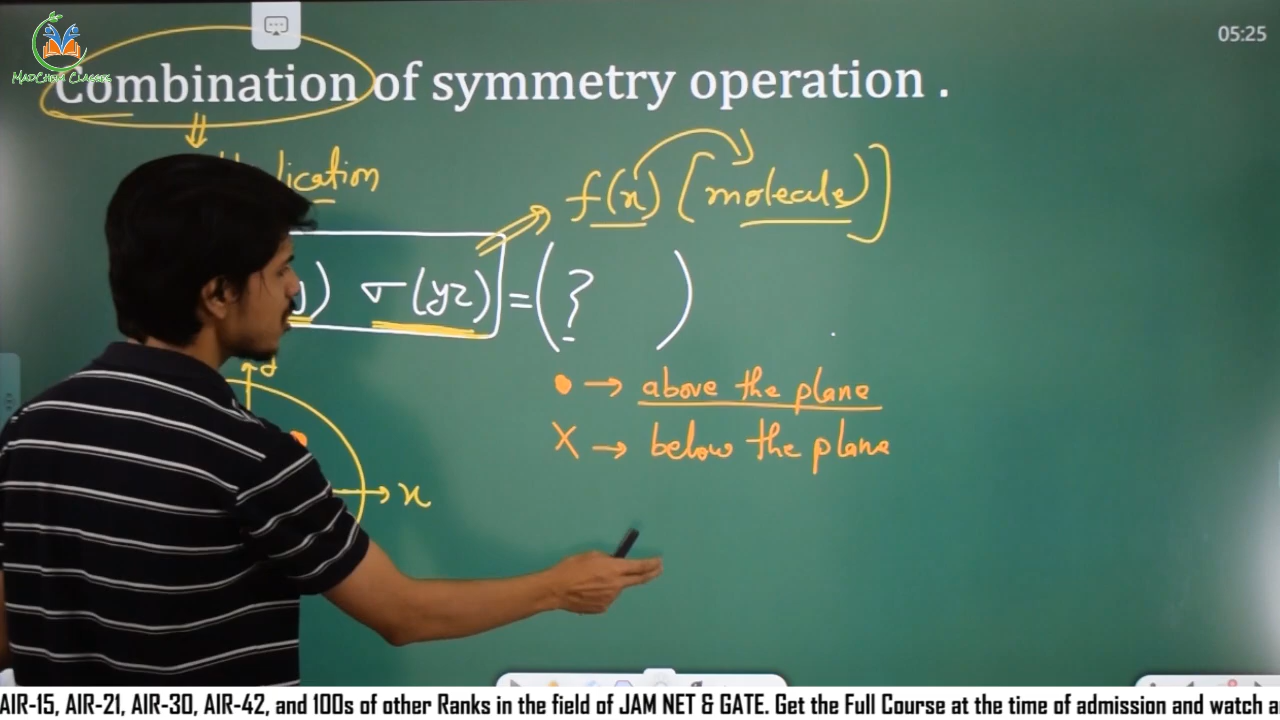 MADCHEM CLASSES
05:25
Combination of symmetry operation .
f(x) (molecule)]
) σ(yz)] = ( ? )
• → above the plane
X → below the plane
x
AIR-15, AIR-21, AIR-30, AIR-42, and 100s of other Ranks in the field of JAM NET & GATE. Get the Full Course at the time of admission and watch a